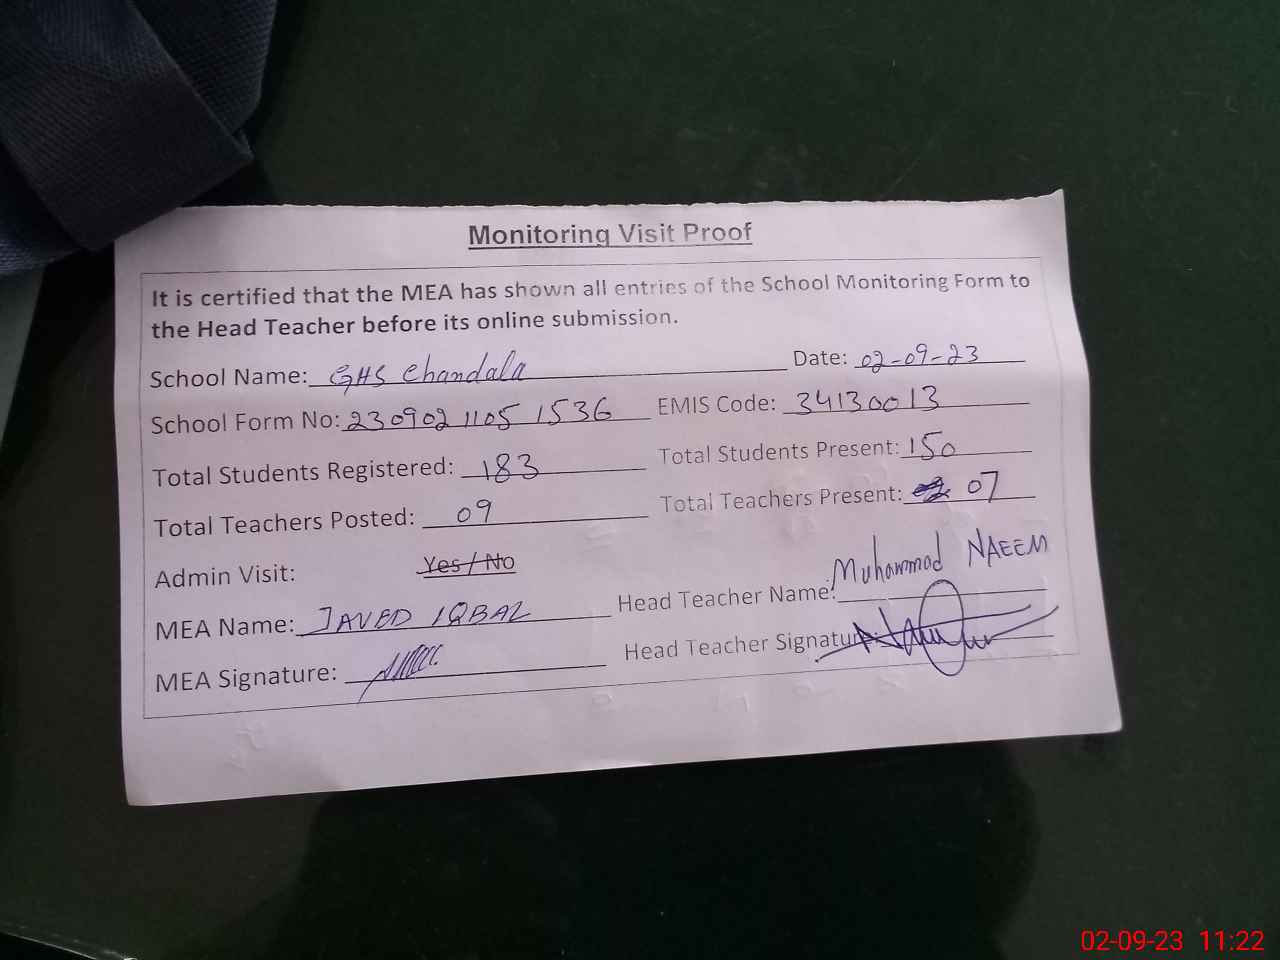 Monitoring Visit Proof
It is certified that the MEA has shown all entries of the School Monitoring Form to
the Head Teacher before its online submission.
School Name: GHS Chandala Date: 02-09-23
School Form No: 230902 1105 1536 EMIS Code: 34130013
Total Students Registered: 183 Total Students Present: 150
Total Teachers Posted: 09 Total Teachers Present: 07
Admin Visit: Yes / No
MEA Name: JAVED IQBAL Head Teacher Name: Muhammad NAEEM
MEA Signature: Head Teacher Signature:
02-09-23 11:22